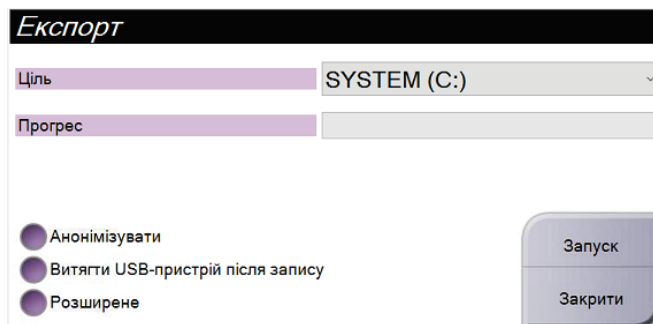 Експорт
Ціль
SYSTEM (C:)
Прогрес
Анонімізувати
Витягти USB-пристрій після запису
Розширене
Запуск
Закрити